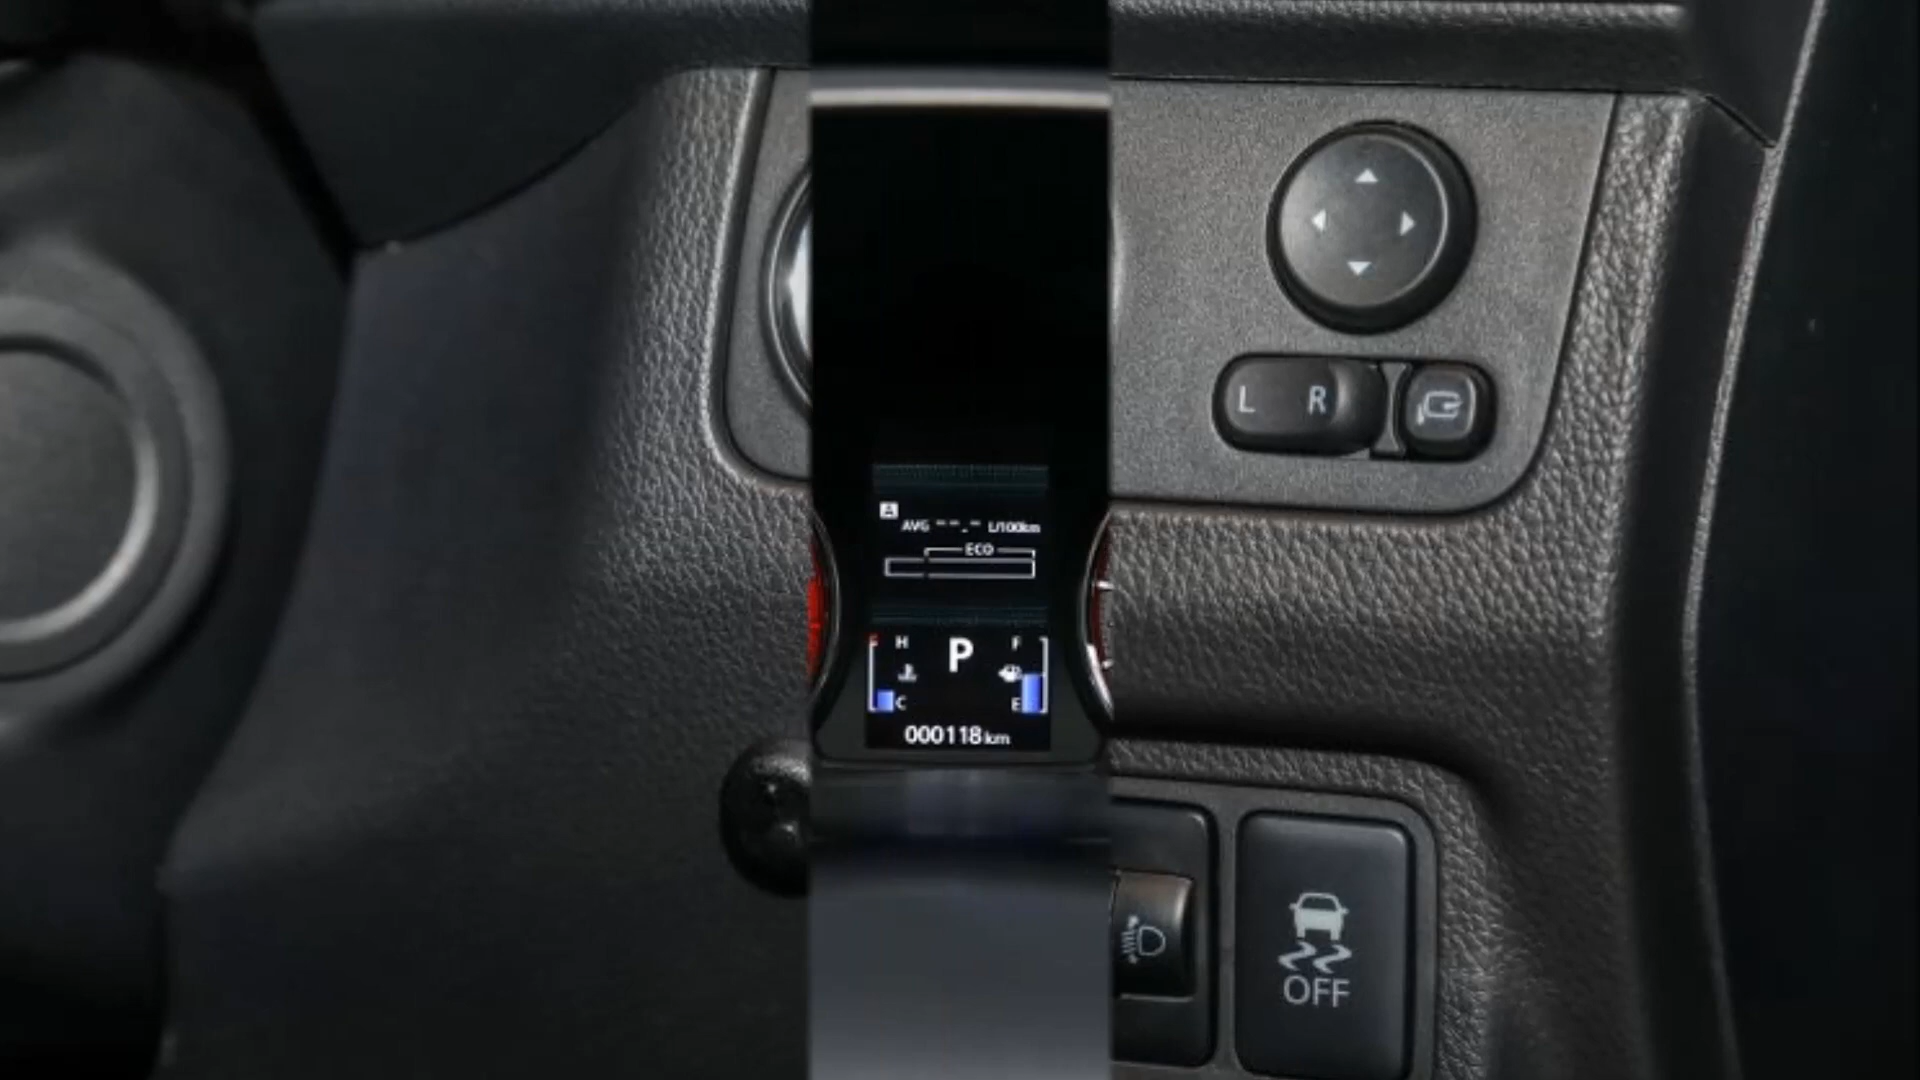 L R
A
AVG --.- L/100km
ECO
H P F
C E
000118 km
OFF